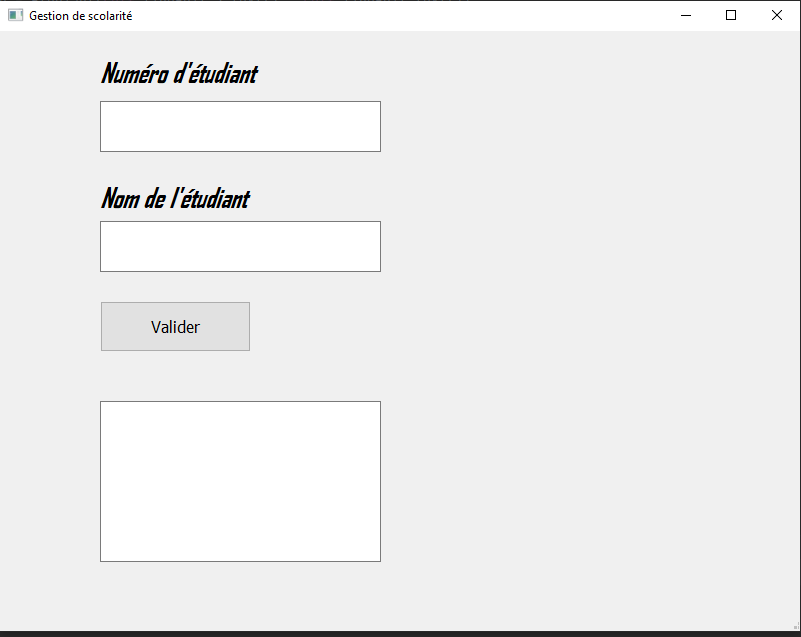 Gestion de scolarité
Numéro d'étudiant
Nom de l'étudiant
Valider